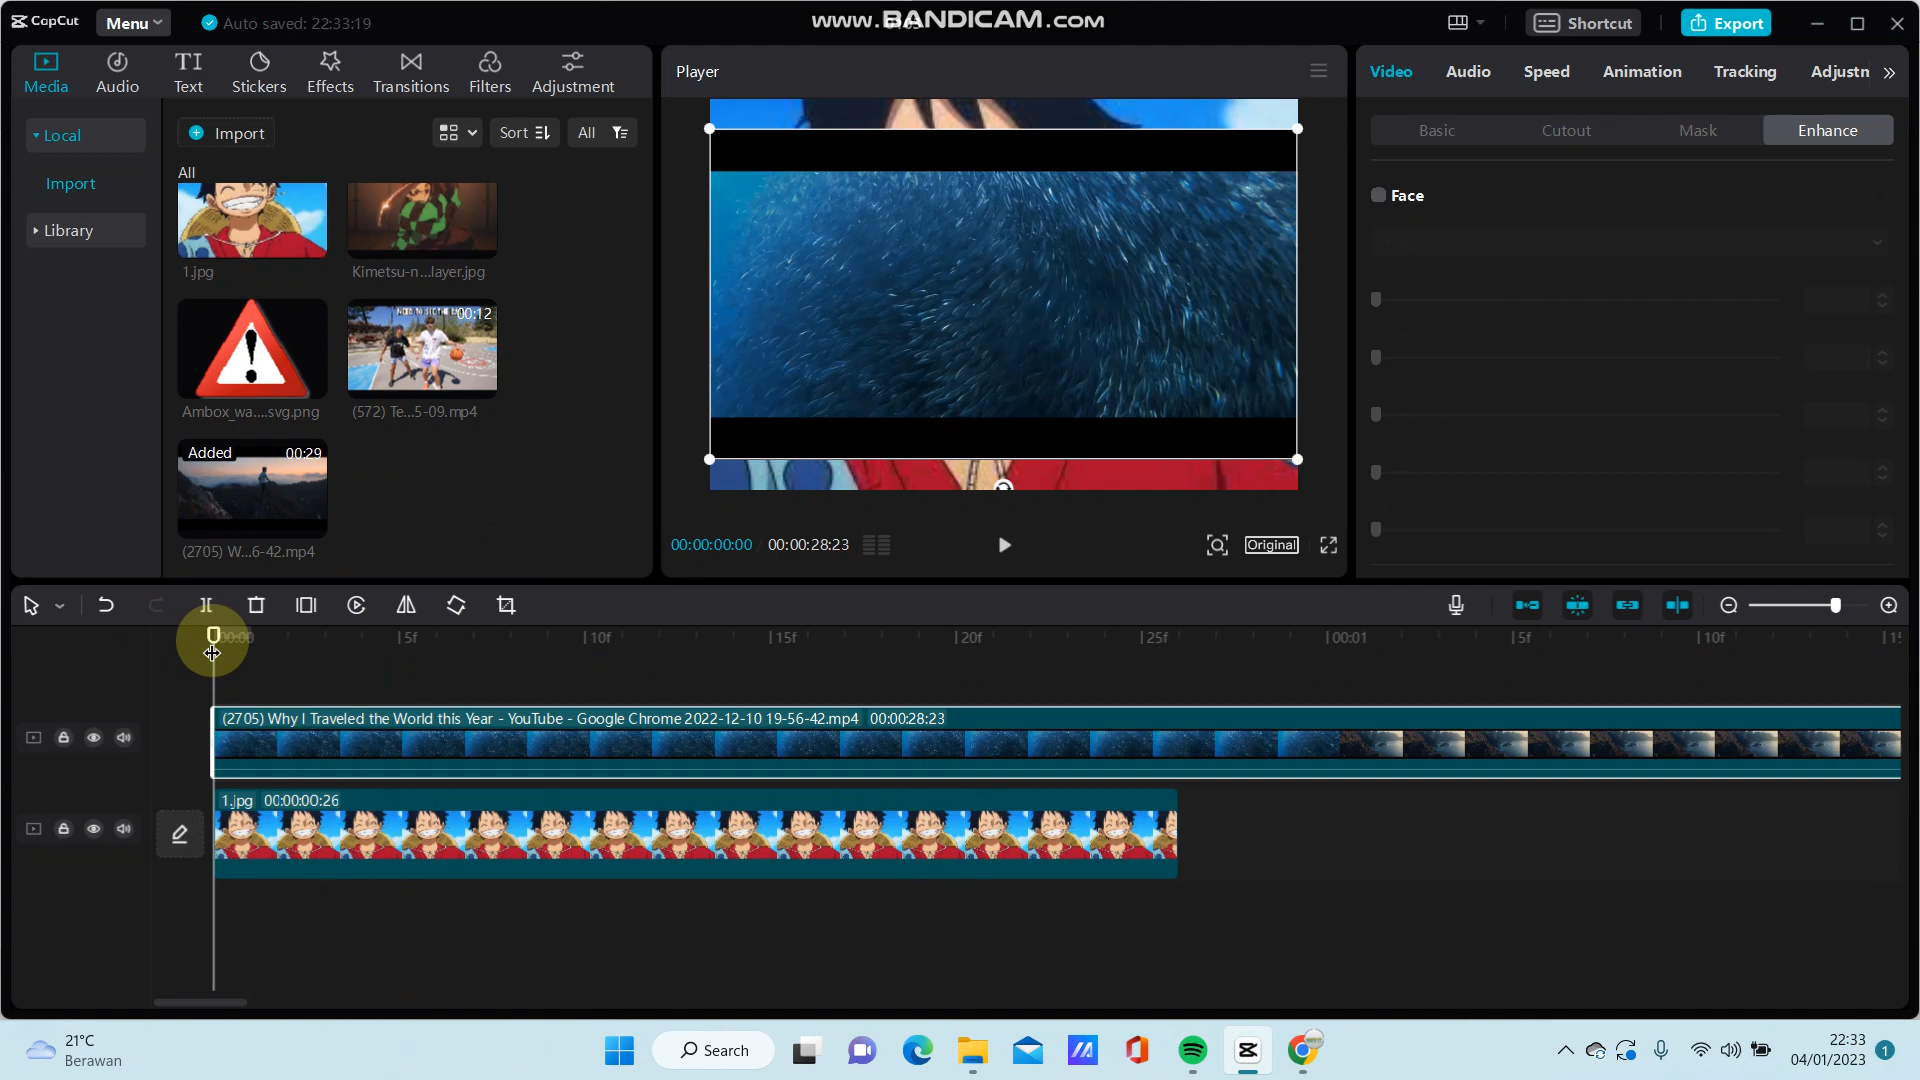 CapCut
Menu
Auto saved: 22:33:19
www.BANDICAM.com
Shortcut
Export
Media
Audio
Text
Stickers
Effects
Transitions
Filters
Adjustment
Local
Import
Library
Import
Sort
All
All
1.jpg
Kimetsu-n...layer.jpg
Ambox_wa....svg.png
00:12
(572) Te...5-09.mp4
Added
00:29
(2705) W...6-42.mp4
Player
00:00:00:00
00:00:28:23
Original
Video
Audio
Speed
Animation
Tracking
Adjustn
Basic
Cutout
Mask
Enhance
Face
00:00
5f
10f
15f
20f
25f
00:01
5f
10f
(2705) Why I Traveled the World this Year - YouTube - Google Chrome 2022-12-10 19-56-42.mp4
00:00:28:23
1.jpg
00:00:00:26
21°C
Berawan
Search
22:33
04/01/2023
1